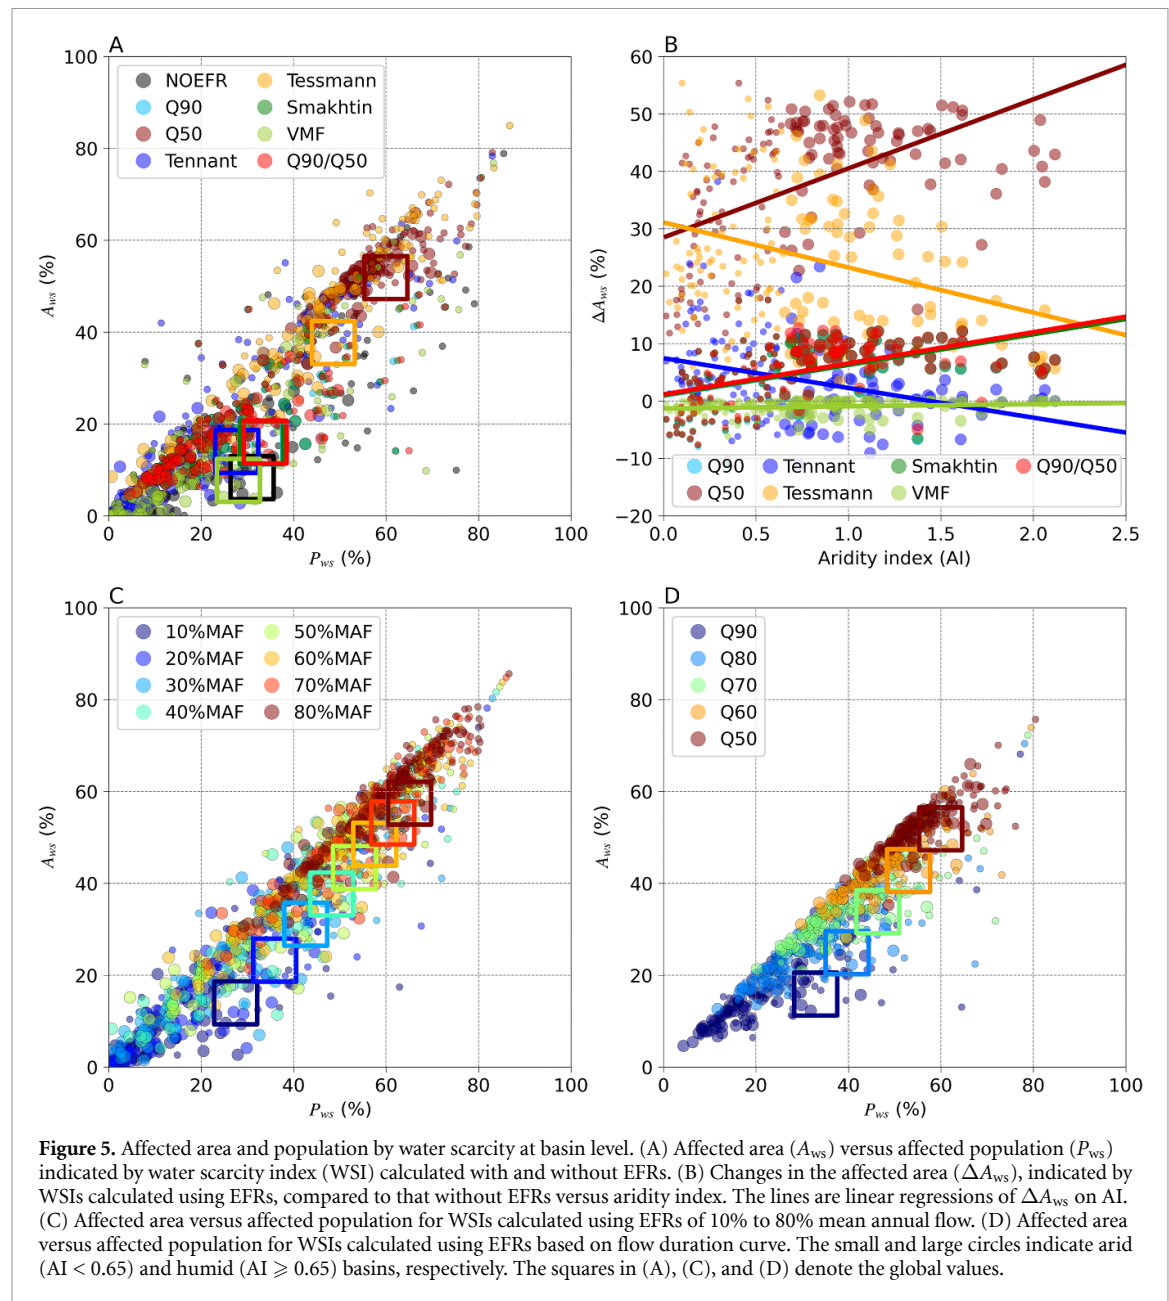 A
100
80
60
40
20
0
0
20
40
60
80
100
A_ws (%)
P_ws (%)
NOEFR
Q90
Q50
Tennant
Tessmann
Smakhtin
VMF
Q90/Q50
B
60
50
40
30
20
10
0
−10
−20
0.0
0.5
1.0
1.5
2.0
2.5
ΔA_ws (%)
Aridity index (AI)
Q90
Q50
Tennant
Tessmann
Smakhtin
VMF
Q90/Q50
C
100
80
60
40
20
0
0
20
40
60
80
100
A_ws (%)
P_ws (%)
10%MAF
20%MAF
30%MAF
40%MAF
50%MAF
60%MAF
70%MAF
80%MAF
D
100
80
60
40
20
0
0
20
40
60
80
100
A_ws (%)
P_ws (%)
Q90
Q80
Q70
Q60
Q50
Figure 5. Affected area and population by water scarcity at basin level. (A) Affected area (A_ws) versus affected population (P_ws)
indicated by water scarcity index (WSI) calculated with and without EFRs. (B) Changes in the affected area (ΔA_ws), indicated by
WSIs calculated using EFRs, compared to that without EFRs versus aridity index. The lines are linear regressions of ΔA_ws on AI.
(C) Affected area versus affected population for WSIs calculated using EFRs of 10% to 80% mean annual flow. (D) Affected area
versus affected population for WSIs calculated using EFRs based on flow duration curve. The small and large circles indicate arid
(AI < 0.65) and humid (AI ⩾ 0.65) basins, respectively. The squares in (A), (C), and (D) denote the global values.